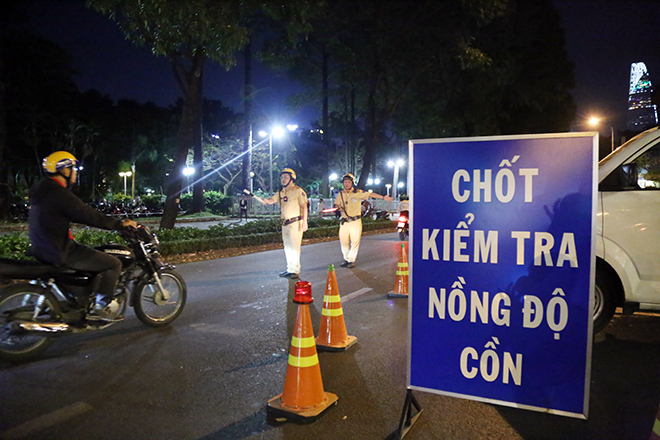 CHỐT
KIỂM TRA
NỒNG ĐỘ
CỒN